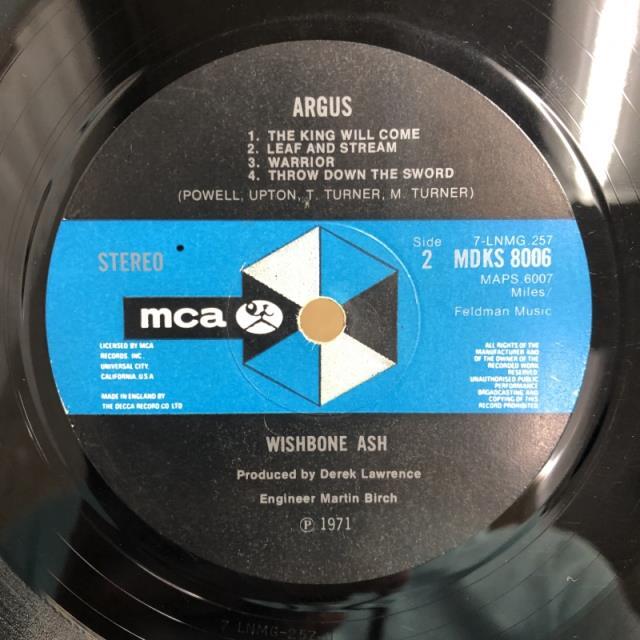 ARGUS
1. THE KING WILL COME
2. LEAF AND STREAM
3. WARRIOR
4. THROW DOWN THE SWORD
(POWELL, UPTON, T. TURNER, M. TURNER)
STEREO
Side
2
7-LNMG.257
MDKS 8006
MAPS.6007
Miles/
Feldman Music
mca
LICENSED BY MCA
RECORDS. INC.
UNIVERSAL CITY.
CALIFORNIA. U.S.A
MADE IN ENGLAND BY
THE DECCA RECORD CO LTD
ALL RIGHTS OF THE
MANUFACTURER AND
OF THE OWNER OF THE
RECORDED WORK
RESERVED
UNAUTHORISED PUBLIC
PERFORMANCE
BROADCASTING AND
COPYING OF THIS
RECORD PROHIBITED
WISHBONE ASH
Produced by Derek Lawrence
Engineer Martin Birch
Ⓟ 1971
7 LNMG-257